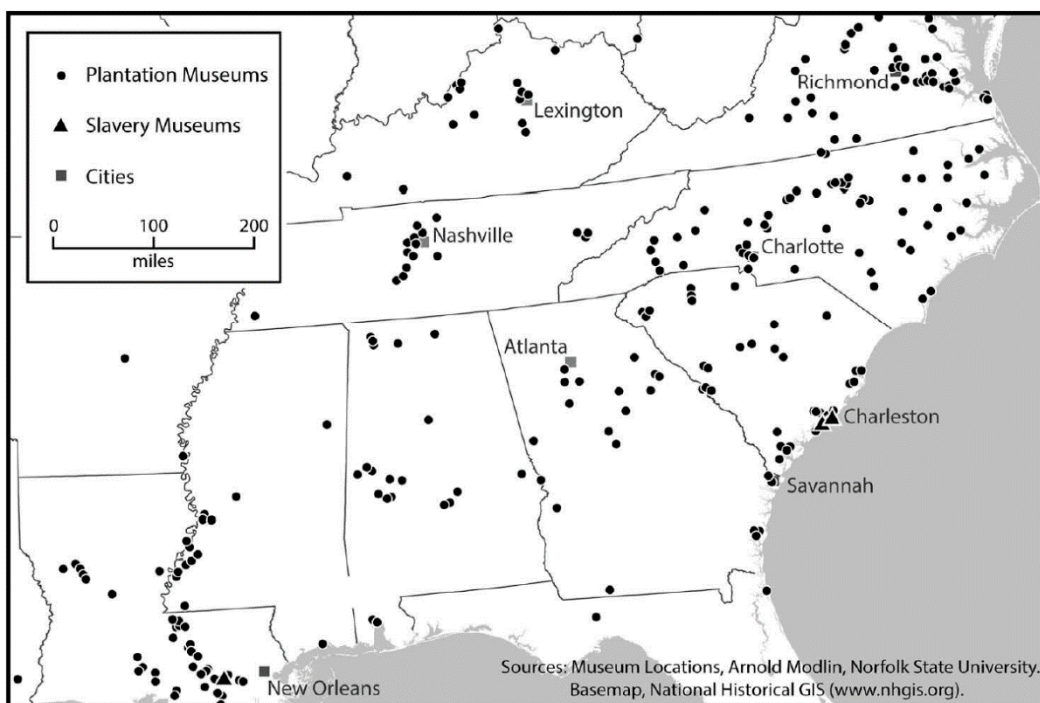 Plantation Museums
Slavery Museums
Cities
0 100 200
miles
Richmond
Lexington
Nashville
Charlotte
Atlanta
Charleston
Savannah
New Orleans
Sources: Museum Locations, Arnold Modlin, Norfolk State University.
Basemap, National Historical GIS (www.nhgis.org).